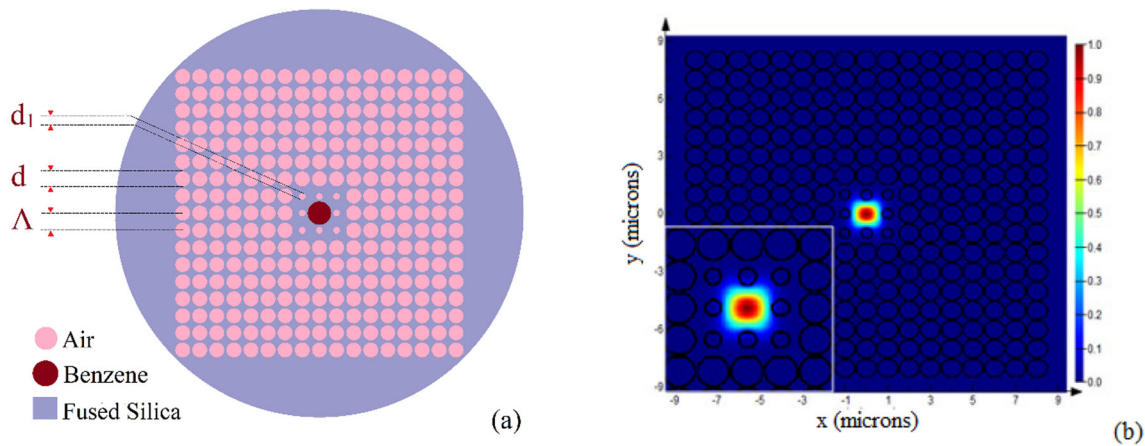 d₁
d
Λ
Air
Benzene
Fused Silica
(a)
y (microns)
9
6
3
0
-3
-6
-9
-9
-7
-5
-3
-1
1
3
5
7
9
x (microns)
1.0
0.9
0.8
0.7
0.6
0.5
0.4
0.3
0.2
0.1
0.0
(b)